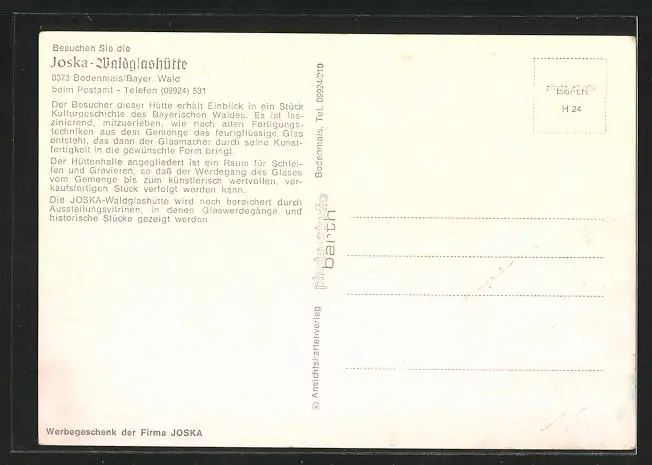 Besuchen Sie die
Joska-Waldglashütte
8373 Bodenmais/Bayer. Wald
beim Postamt - Telefon (09924) 531
Der Besucher dieser Hütte erhält Einblick in ein Stück
Kulturgeschichte des Bayerischen Waldes. Es ist fas-
zinierend, mitzuerleben, wie nach alten Fertigungs-
techniken aus dem Gemenge das feurigflüssige Glas
entsteht, das dann der Glasmacher durch seine Kunst-
fertigkeit in die gewünschte Form bringt.
Der Hüttenhalle angegliedert ist ein Raum für Schlei-
fen und Gravieren, so daß der Werdegang des Glases
vom Gemenge bis zum künstlerisch wertvollen, ver-
kaufsfertigen Stück verfolgt werden kann.
Die JOSKA-Waldglashütte wird noch bereichert durch
Ausstellungsvitrinen, in denen Glaswerdegänge und
historische Stücke gezeigt werden
Werbegeschenk der Firma JOSKA
© Ansichtskartenverlag
photo studio
barth
Bodenmais, Tel. 09924/210
barth
H 24